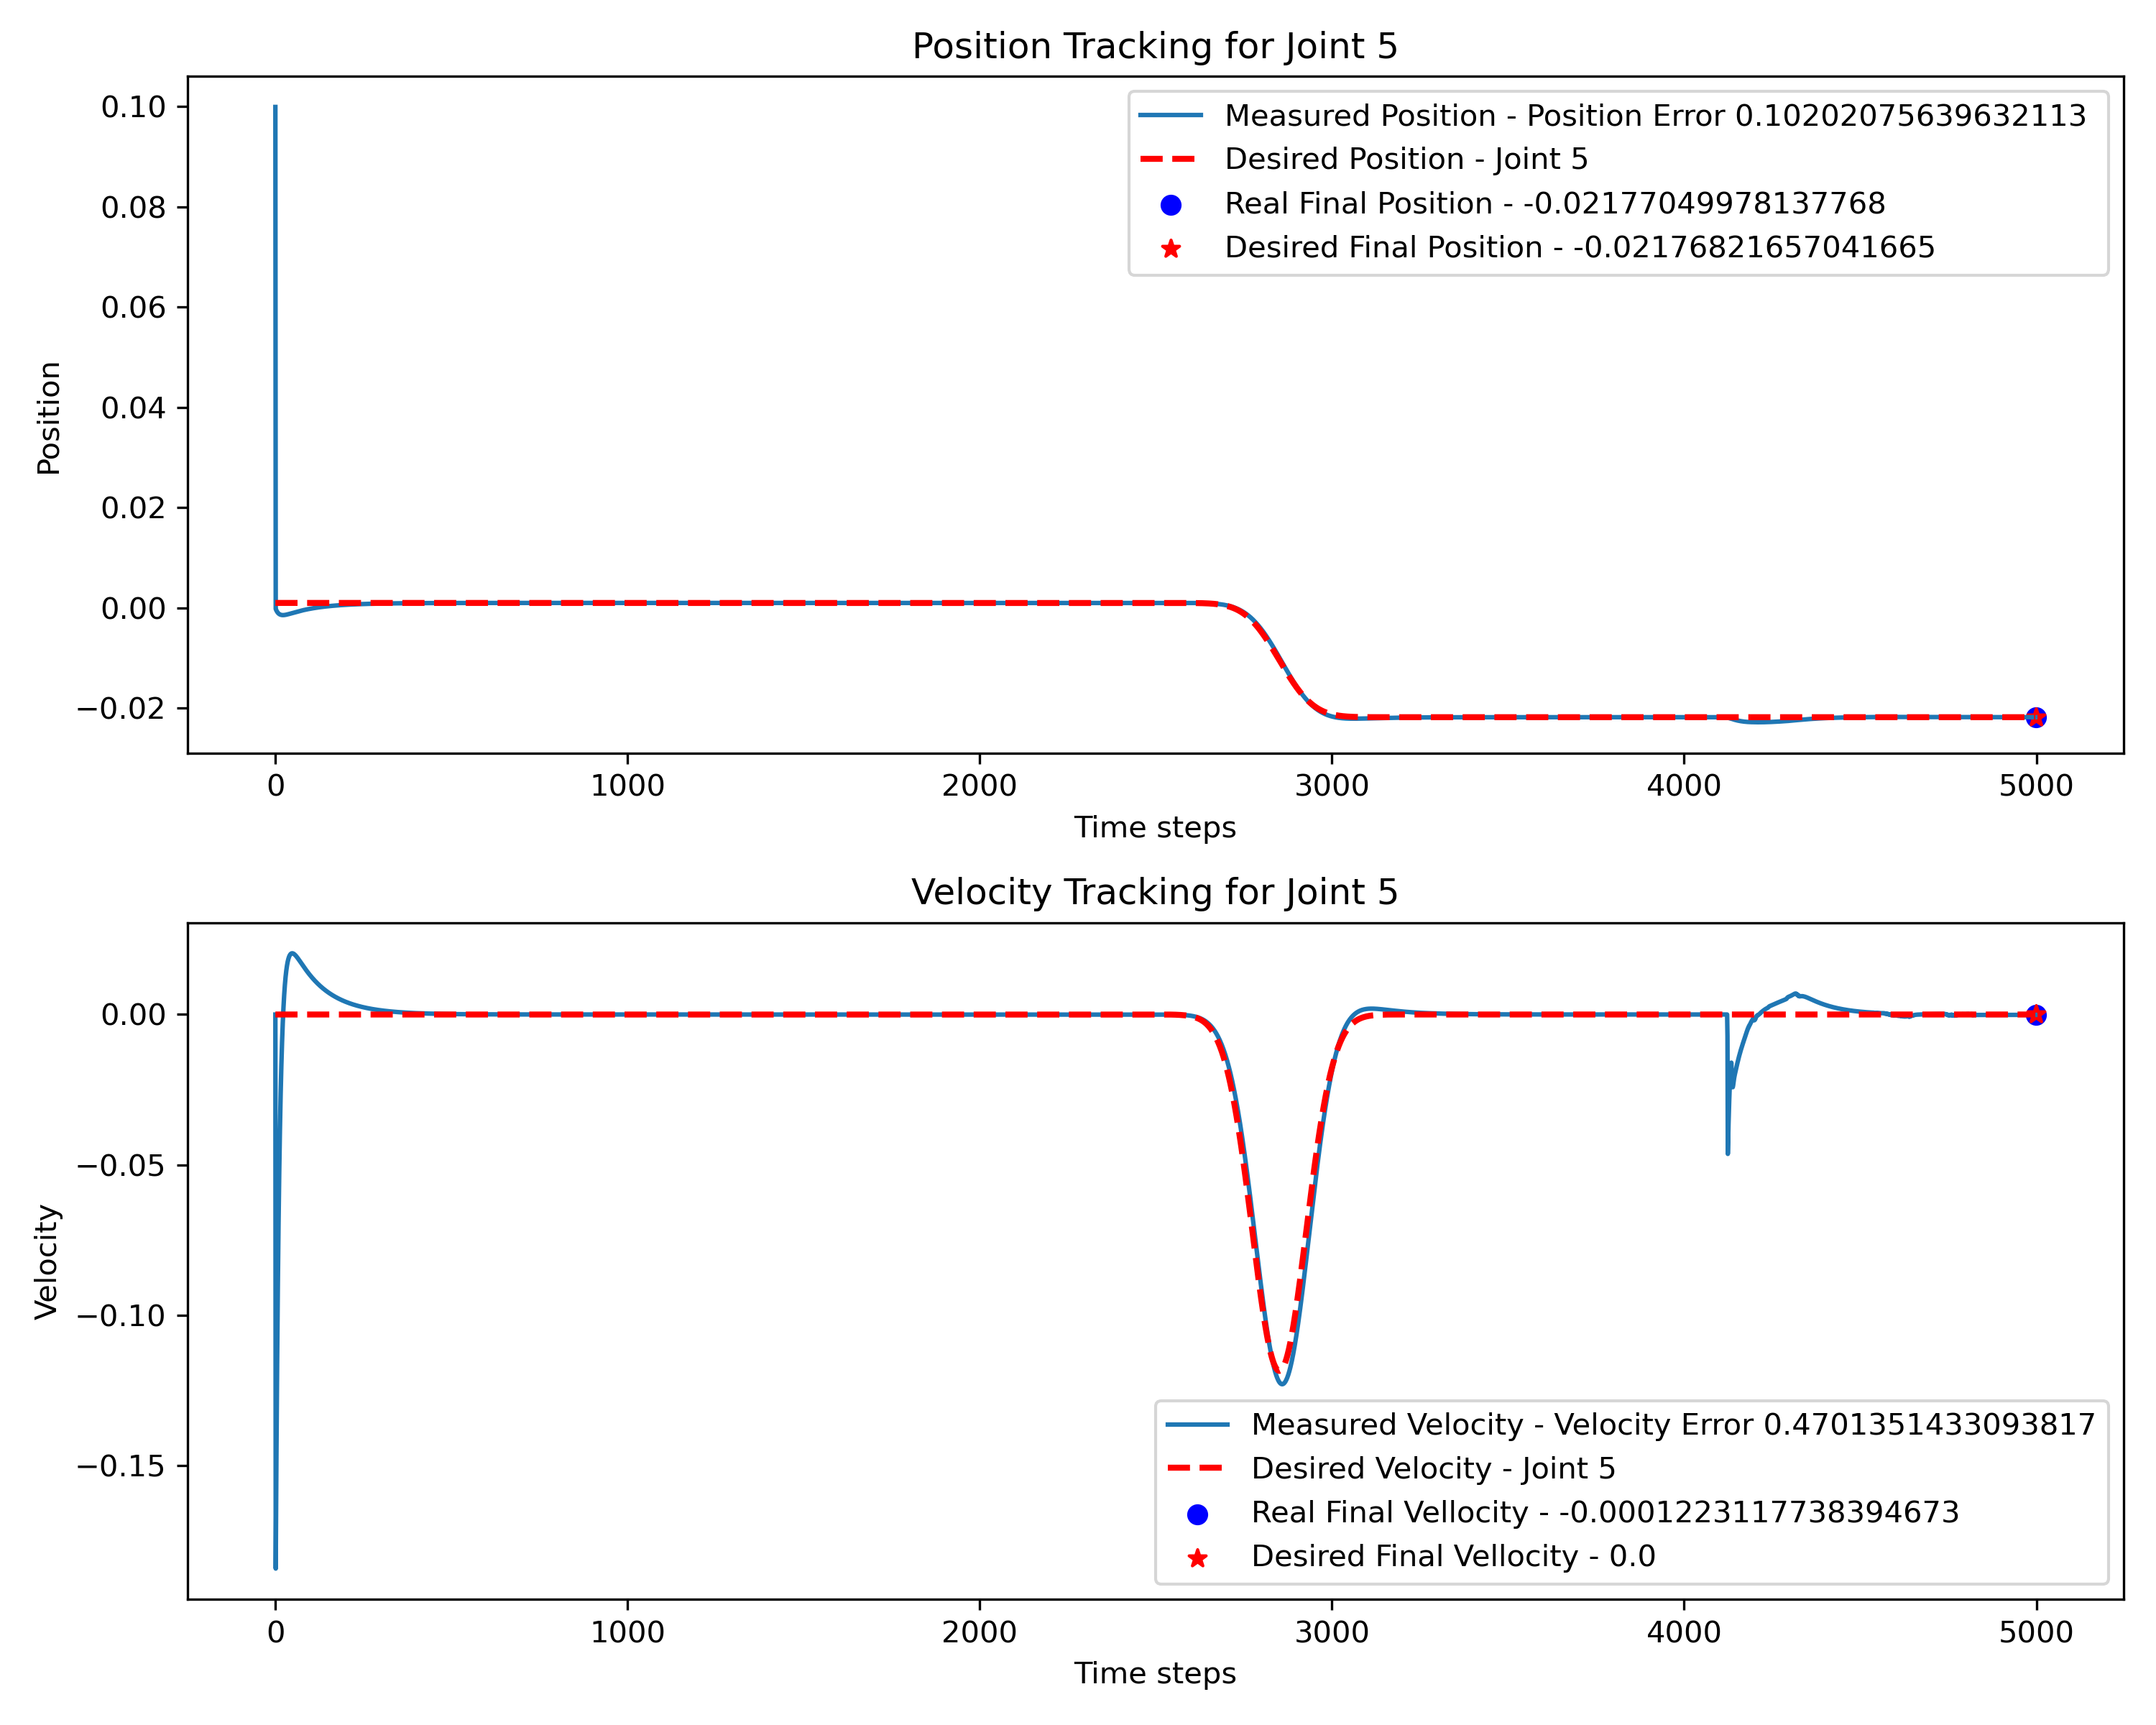 Position Tracking for Joint 5
Measured Position - Position Error 0.10202075639632113
Desired Position - Joint 5
Real Final Position - -0.02177049978137768
Desired Final Position - -0.02176821657041665
0.10
0.08
0.06
0.04
0.02
0.00
−0.02
Position
0 1000 2000 3000 4000 5000
Time steps
Velocity Tracking for Joint 5
0.00
−0.05
−0.10
−0.15
Velocity
Measured Velocity - Velocity Error 0.4701351433093817
Desired Velocity - Joint 5
Real Final Vellocity - -0.0001223117738394673
Desired Final Vellocity - 0.0
0 1000 2000 3000 4000 5000
Time steps